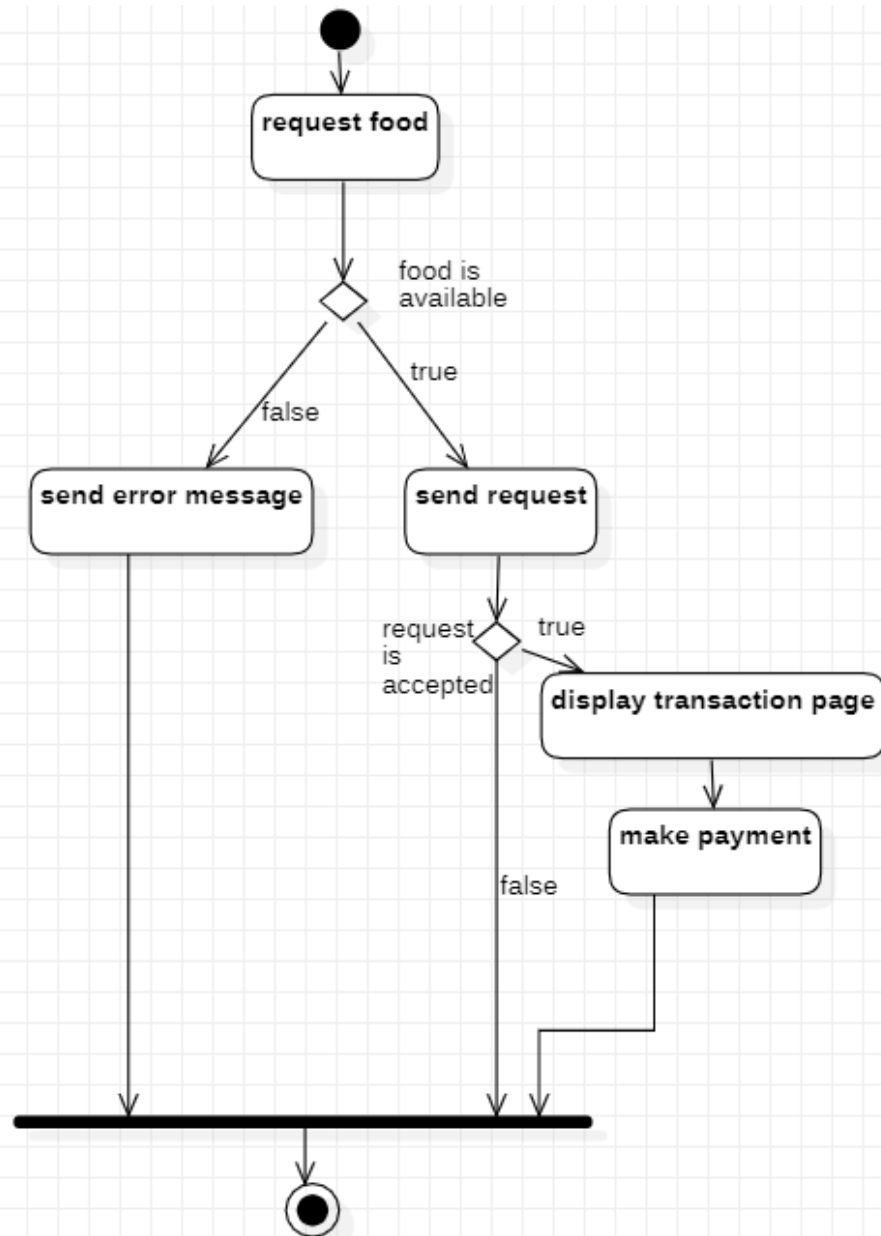 request food
food is
available
true
false
send error message
send request
request
is
accepted
true
display transaction page
make payment
false